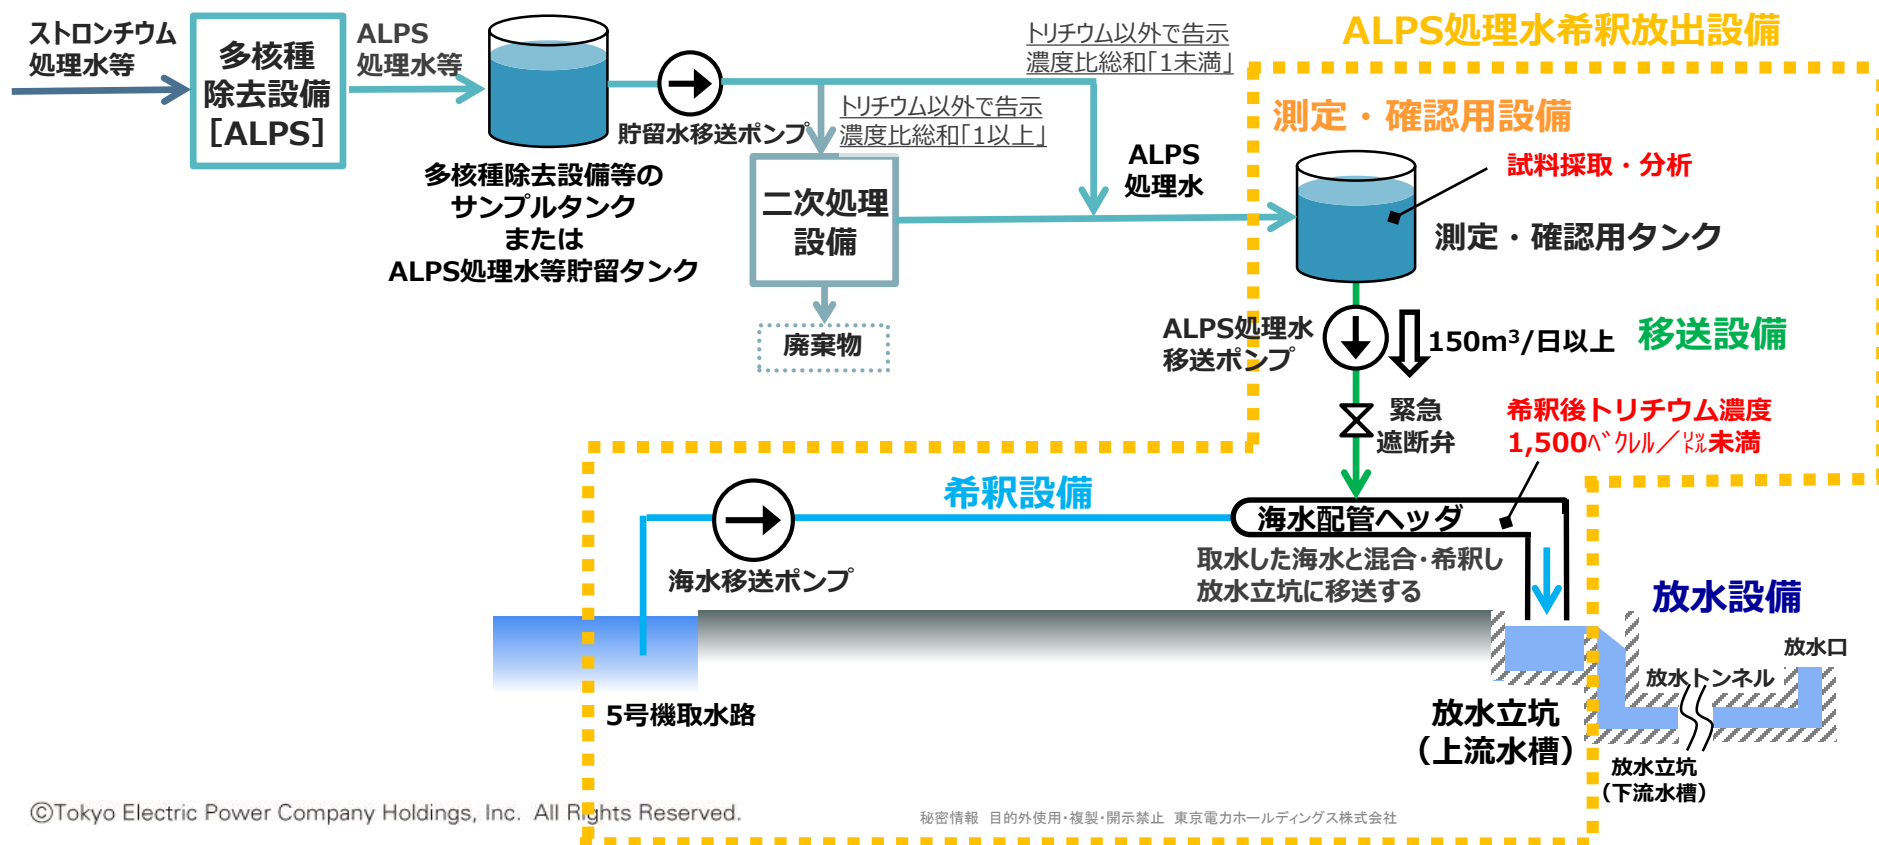 ストロンチウム
処理水等
多核種
除去設備
[ALPS]
ALPS
処理水等
貯留水移送ポンプ
多核種除去設備等の
サンプルタンク
または
ALPS処理水等貯留タンク
トリチウム以外で告示
濃度比総和｢1以上｣
トリチウム以外で告示
濃度比総和｢1未満｣
二次処理
設備
廃棄物
ALPS
処理水
ALPS処理水希釈放出設備
測定・確認用設備
試料採取・分析
測定・確認用タンク
ALPS処理水
移送ポンプ
150m³/日以上
移送設備
緊急
遮断弁
希釈後トリチウム濃度
1,500ﾍﾞｸﾚﾙ／㍑未満
希釈設備
海水移送ポンプ
海水配管ヘッダ
取水した海水と混合･希釈し
放水立坑に移送する
放水設備
放水口
放水トンネル
5号機取水路
放水立坑
（上流水槽）
放水立坑
（下流水槽）
©Tokyo Electric Power Company Holdings, Inc. All Rights Reserved.
秘密情報 目的外使用･複製･開示禁止 東京電力ホールディングス株式会社